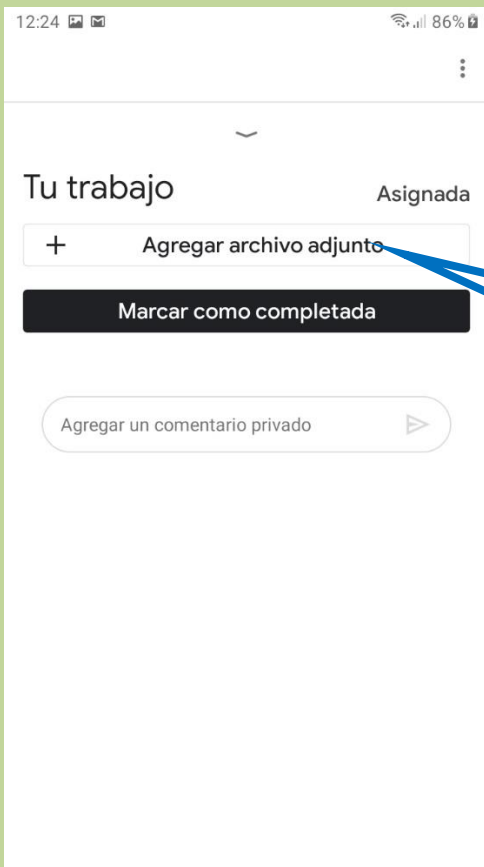 12:24 86%
Tu trabajo
Asignada
+ Agregar archivo adjunto
Marcar como completada
Agregar un comentario privado